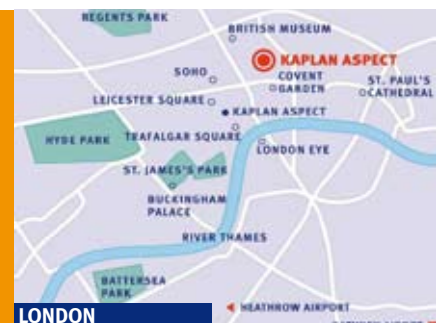 REGENTS PARK
BRITISH MUSEUM
KAPLAN ASPECT
SOHO
COVENT
GARDEN
ST. PAUL'S
CATHEDRAL
LEICESTER SQUARE
KAPLAN ASPECT
TRAFALGAR SQUARE
HYDE PARK
LONDON EYE
ST. JAMES'S PARK
BUCKINGHAM
PALACE
RIVER THAMES
BATTERSEA
PARK
HEATHROW AIRPORT
LONDON